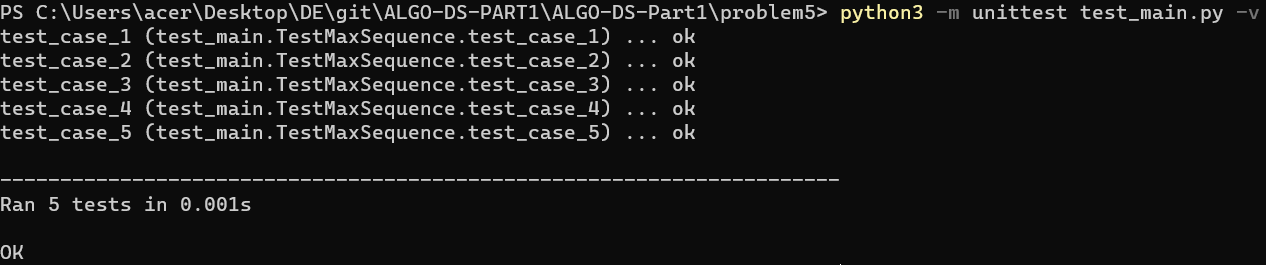 PS C:\Users\acer\Desktop\DE\git\ALGO-DS-PART1\ALGO-DS-Part1\problem5> python3 -m unittest test_main.py -v
test_case_1 (test_main.TestMaxSequence.test_case_1) ... ok
test_case_2 (test_main.TestMaxSequence.test_case_2) ... ok
test_case_3 (test_main.TestMaxSequence.test_case_3) ... ok
test_case_4 (test_main.TestMaxSequence.test_case_4) ... ok
test_case_5 (test_main.TestMaxSequence.test_case_5) ... ok
----------------------------------------------------------------------
Ran 5 tests in 0.001s
OK